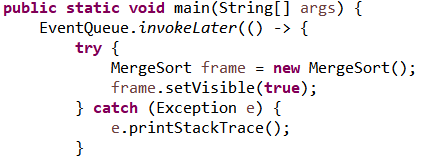 public static void main(String[] args) {
    EventQueue.invokeLater(() -> {
        try {
            MergeSort frame = new MergeSort();
            frame.setVisible(true);
        } catch (Exception e) {
            e.printStackTrace();
        }